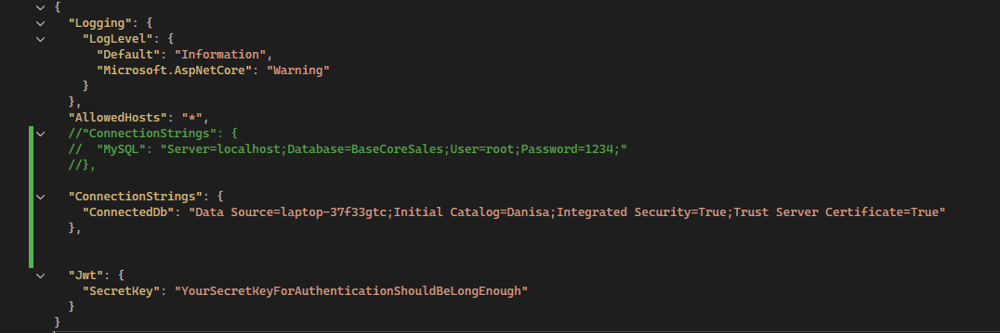 {
"Logging": {
"LogLevel": {
"Default": "Information",
"Microsoft.AspNetCore": "Warning"
}
},
"AllowedHosts": "*",
//"ConnectionStrings": {
//  "MySQL": "Server=localhost;Database=BaseCoreSales;User=root;Password=1234;"
//},
"ConnectionStrings": {
"ConnectedDb": "Data Source=laptop-37f33gtc;Initial Catalog=Danisa;Integrated Security=True;Trust Server Certificate=True"
},
"Jwt": {
"SecretKey": "YourSecretKeyForAuthenticationShouldBeLongEnough"
}
}